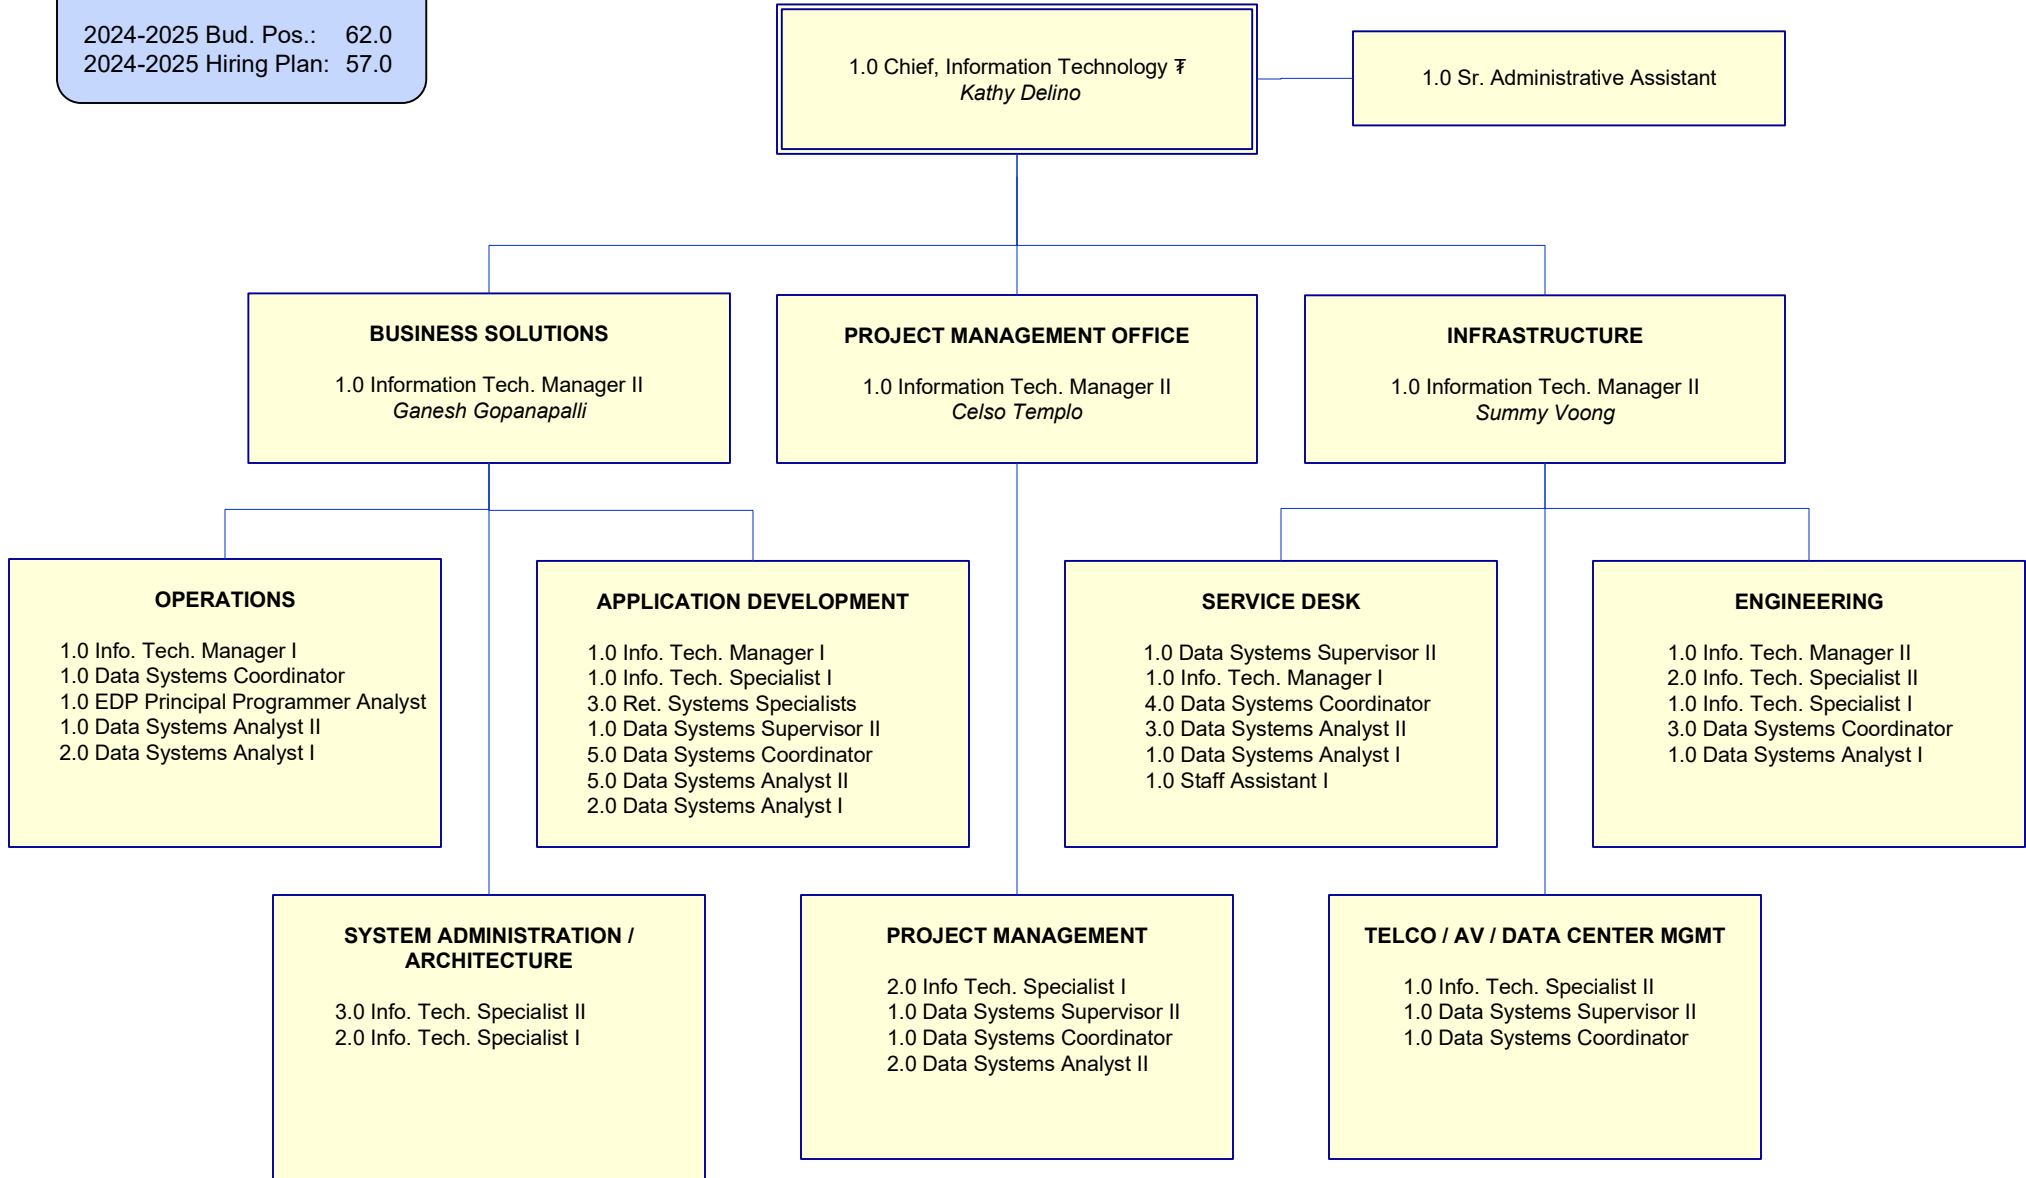 2024-2025 Bud. Pos.: 62.0
2024-2025 Hiring Plan: 57.0
1.0 Chief, Information Technology ₮
Kathy Delino
1.0 Sr. Administrative Assistant
BUSINESS SOLUTIONS
1.0 Information Tech. Manager II
Ganesh Gopanapalli
PROJECT MANAGEMENT OFFICE
1.0 Information Tech. Manager II
Celso Templo
INFRASTRUCTURE
1.0 Information Tech. Manager II
Summy Voong
OPERATIONS
1.0 Info. Tech. Manager I
1.0 Data Systems Coordinator
1.0 EDP Principal Programmer Analyst
1.0 Data Systems Analyst II
2.0 Data Systems Analyst I
APPLICATION DEVELOPMENT
1.0 Info. Tech. Manager I
1.0 Info. Tech. Specialist I
3.0 Ret. Systems Specialists
1.0 Data Systems Supervisor II
5.0 Data Systems Coordinator
5.0 Data Systems Analyst II
2.0 Data Systems Analyst I
SERVICE DESK
1.0 Data Systems Supervisor II
1.0 Info. Tech. Manager I
4.0 Data Systems Coordinator
3.0 Data Systems Analyst II
1.0 Data Systems Analyst I
1.0 Staff Assistant I
ENGINEERING
1.0 Info. Tech. Manager II
2.0 Info. Tech. Specialist II
1.0 Info. Tech. Specialist I
3.0 Data Systems Coordinator
1.0 Data Systems Analyst I
SYSTEM ADMINISTRATION /
ARCHITECTURE
3.0 Info. Tech. Specialist II
2.0 Info. Tech. Specialist I
PROJECT MANAGEMENT
2.0 Info Tech. Specialist I
1.0 Data Systems Supervisor II
1.0 Data Systems Coordinator
2.0 Data Systems Analyst II
TELCO / AV / DATA CENTER MGMT
1.0 Info. Tech. Specialist II
1.0 Data Systems Supervisor II
1.0 Data Systems Coordinator